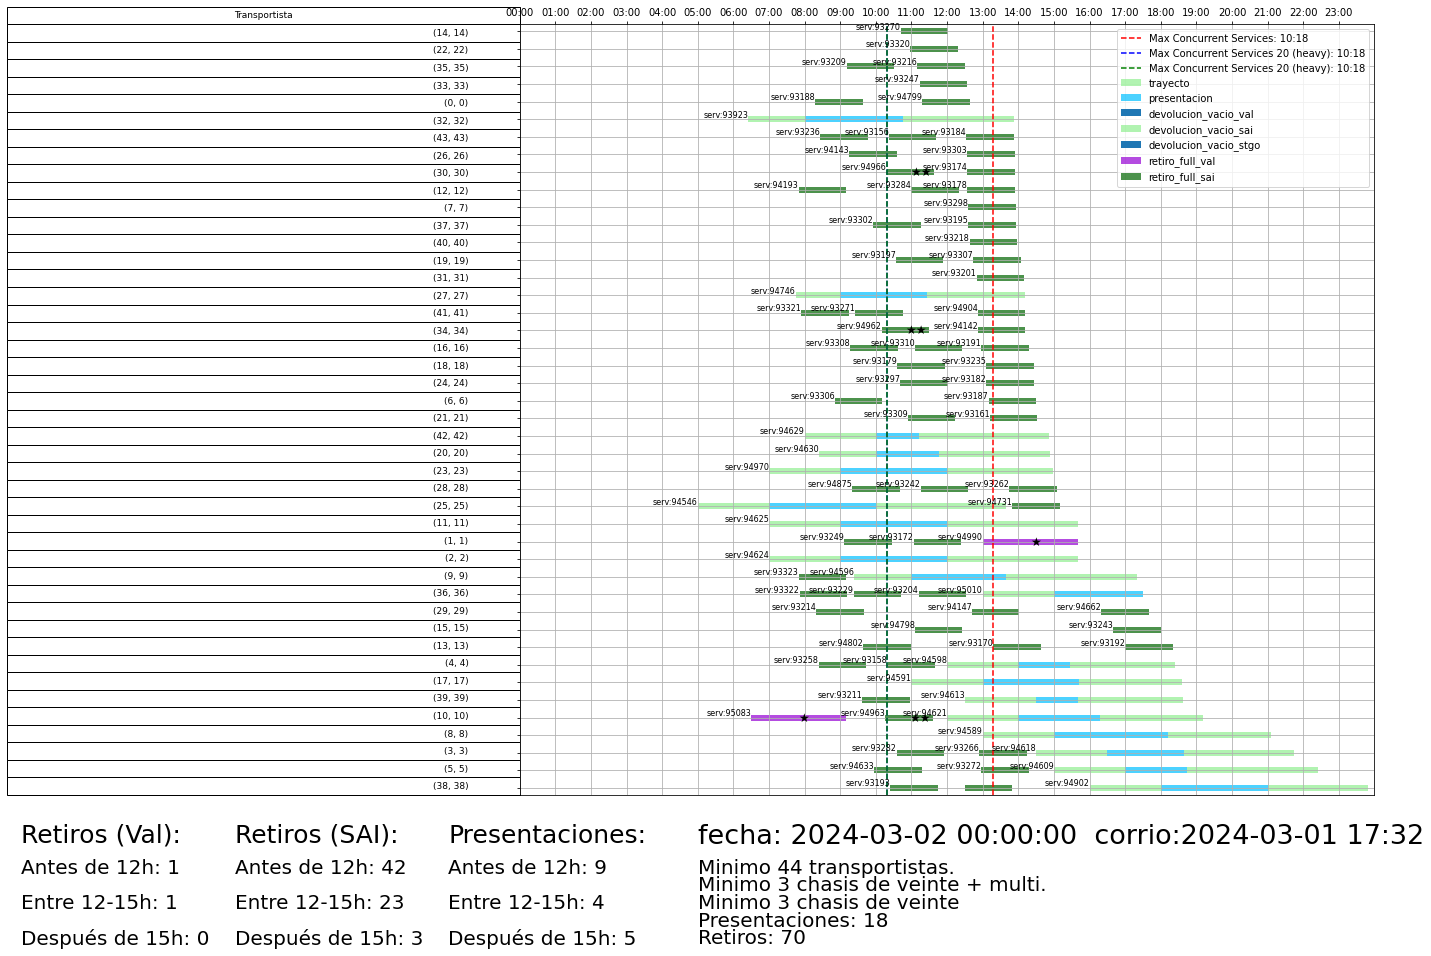 Transportista
00:00 01:00 02:00 03:00 04:00 05:00 06:00 07:00 08:00 09:00 10:00 11:00 12:00 13:00 14:00 15:00 16:00 17:00 18:00 19:00 20:00 21:00 22:00 23:00
Max Concurrent Services: 10:18
Max Concurrent Services 20 (heavy): 10:18
Max Concurrent Services 20 (heavy): 10:18
trayecto
presentacion
devolucion_vacio_val
devolucion_vacio_sai
devolucion_vacio_stgo
retiro_full_val
retiro_full_sai
(14, 14) serv:93270
(22, 22) serv:93320
(35, 35) serv:93209 serv:93216
(33, 33) serv:93247
(0, 0) serv:93188 serv:94799
(32, 32) serv:93923
(43, 43) serv:93236 serv:93156 serv:93184
(26, 26) serv:94143 serv:93303
(30, 30) serv:94966 serv:93174
(12, 12) serv:94193 serv:93284 serv:93178
(7, 7) serv:93298
(37, 37) serv:93302 serv:93195
(40, 40) serv:93218
(19, 19) serv:93197 serv:93307
(31, 31) serv:93201
(27, 27) serv:94746
(41, 41) serv:93321 serv:93271 serv:94904
(34, 34) serv:94962 serv:94142
(16, 16) serv:93308 serv:93310 serv:93191
(18, 18) serv:93179 serv:93235
(24, 24) serv:93297 serv:93182
(6, 6) serv:93306 serv:93187
(21, 21) serv:93309 serv:93161
(42, 42) serv:94629
(20, 20) serv:94630
(23, 23) serv:94970
(28, 28) serv:94875 serv:93242 serv:93262
(25, 25) serv:94546 serv:94731
(11, 11) serv:94625
(1, 1) serv:93249 serv:93172 serv:94990
(2, 2) serv:94624
(9, 9) serv:93323 serv:94596
(36, 36) serv:93322 serv:93229 serv:93204 serv:95010
(29, 29) serv:93214 serv:94147 serv:94662
(15, 15) serv:94798 serv:93243
(13, 13) serv:94802 serv:93170 serv:93192
(4, 4) serv:93258 serv:93158 serv:94598
(17, 17) serv:94591
(39, 39) serv:93211 serv:94613
(10, 10) serv:95083 serv:94963 serv:94621
(8, 8) serv:94589
(3, 3) serv:93232 serv:93266 serv:94618
(5, 5) serv:94633 serv:93272 serv:94609
(38, 38) serv:93193 serv:94902
Retiros (Val):
Antes de 12h: 1
Entre 12-15h: 1
Después de 15h: 0
Retiros (SAI):
Antes de 12h: 42
Entre 12-15h: 23
Después de 15h: 3
Presentaciones:
Antes de 12h: 9
Entre 12-15h: 4
Después de 15h: 5
fecha: 2024-03-02 00:00:00 corrio:2024-03-01 17:32
Minimo 44 transportistas.
Minimo 3 chasis de veinte + multi.
Minimo 3 chasis de veinte
Presentaciones: 18
Retiros: 70